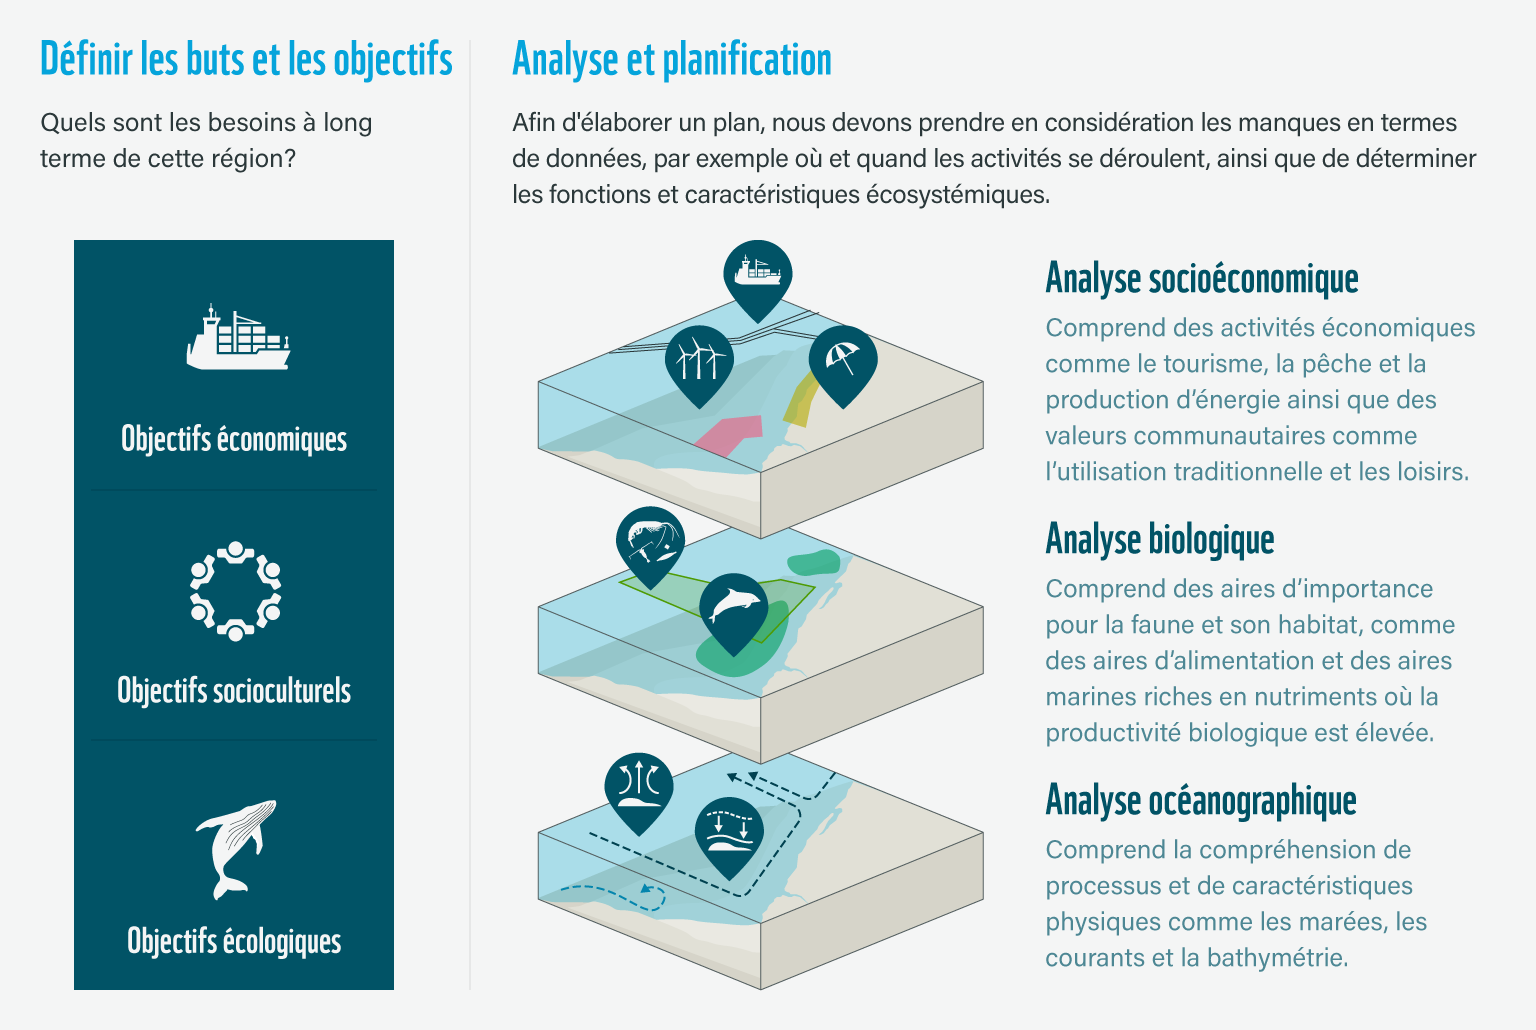 Définir les buts et les objectifs
Quels sont les besoins à long
terme de cette région?
Objectifs économiques
Objectifs socioculturels
Objectifs écologiques
Analyse et planification
Afin d'élaborer un plan, nous devons prendre en considération les manques en termes
de données, par exemple où et quand les activités se déroulent, ainsi que de déterminer
les fonctions et caractéristiques écosystémiques.
Analyse socioéconomique
Comprend des activités économiques
comme le tourisme, la pêche et la
production d’énergie ainsi que des
valeurs communautaires comme
l’utilisation traditionnelle et les loisirs.
Analyse biologique
Comprend des aires d’importance
pour la faune et son habitat, comme
des aires d’alimentation et des aires
marines riches en nutriments où la
productivité biologique est élevée.
Analyse océanographique
Comprend la compréhension de
processus et de caractéristiques
physiques comme les marées, les
courants et la bathymétrie.